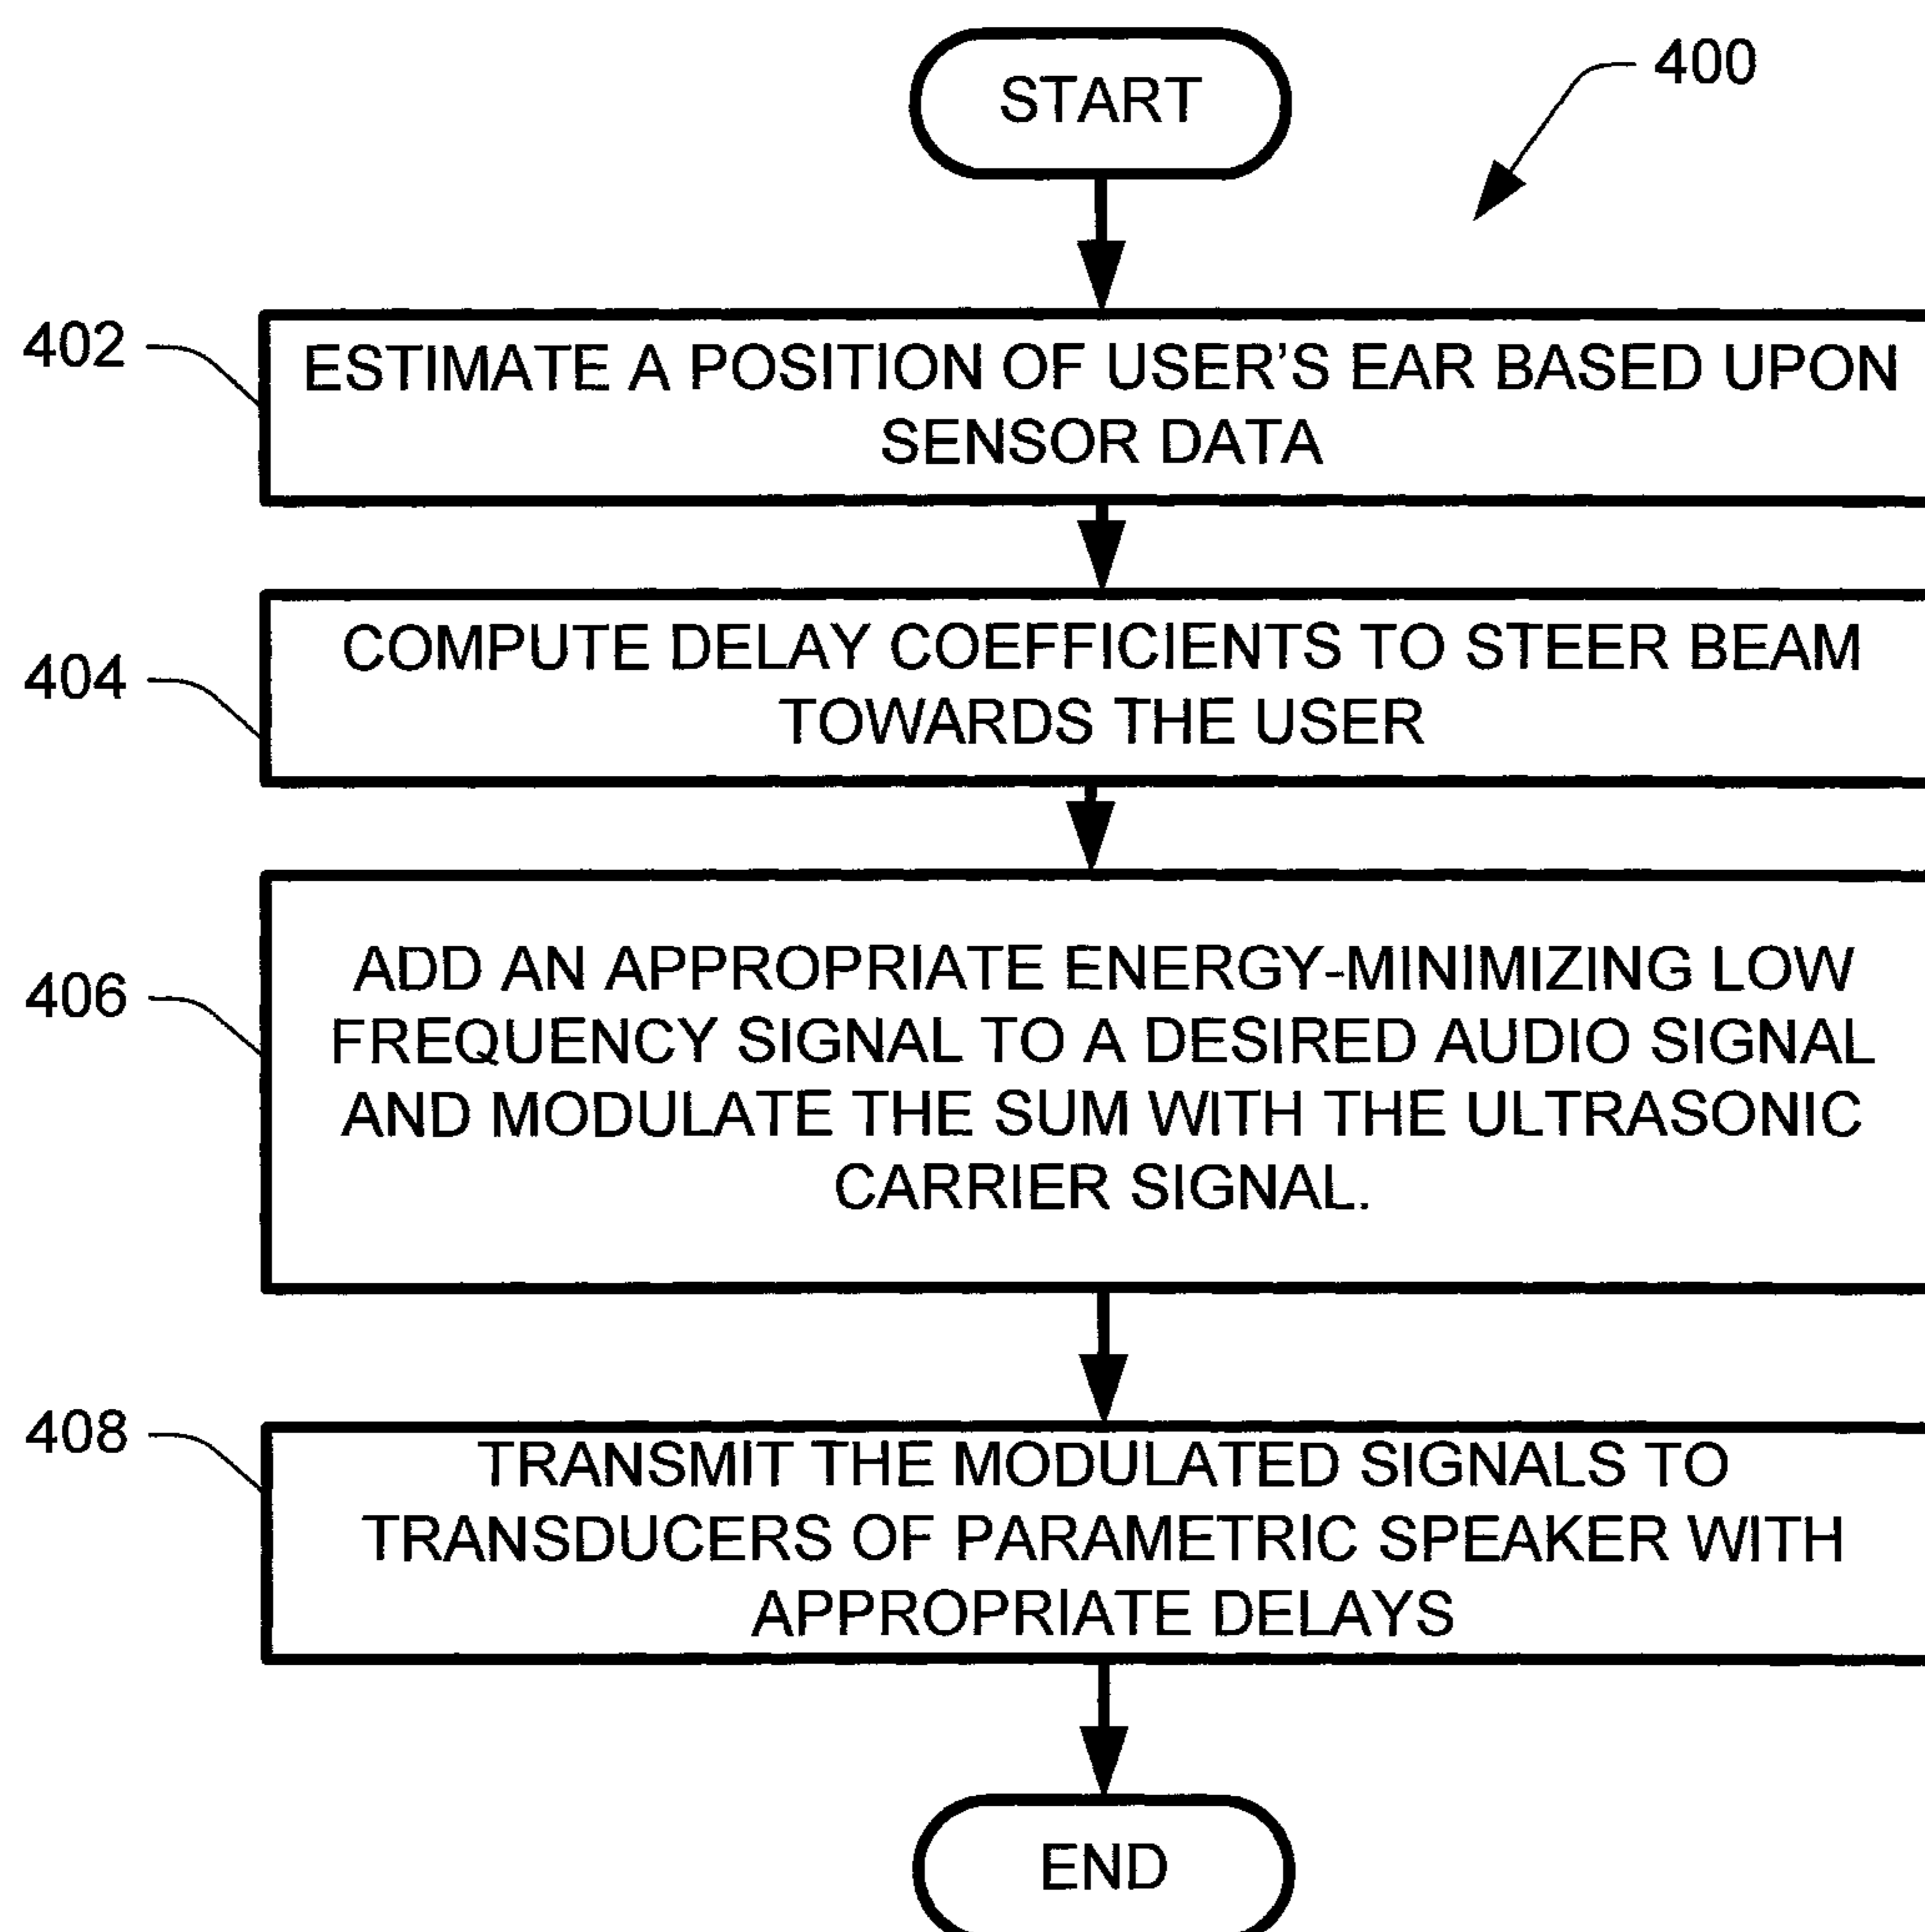 START
400
402
ESTIMATE A POSITION OF USER’S EAR BASED UPON
SENSOR DATA
404
COMPUTE DELAY COEFFICIENTS TO STEER BEAM
TOWARDS THE USER
406
ADD AN APPROPRIATE ENERGY-MINIMIZING LOW
FREQUENCY SIGNAL TO A DESIRED AUDIO SIGNAL
AND MODULATE THE SUM WITH THE ULTRASONIC
CARRIER SIGNAL.
408
TRANSMIT THE MODULATED SIGNALS TO
TRANSDUCERS OF PARAMETRIC SPEAKER WITH
APPROPRIATE DELAYS
END